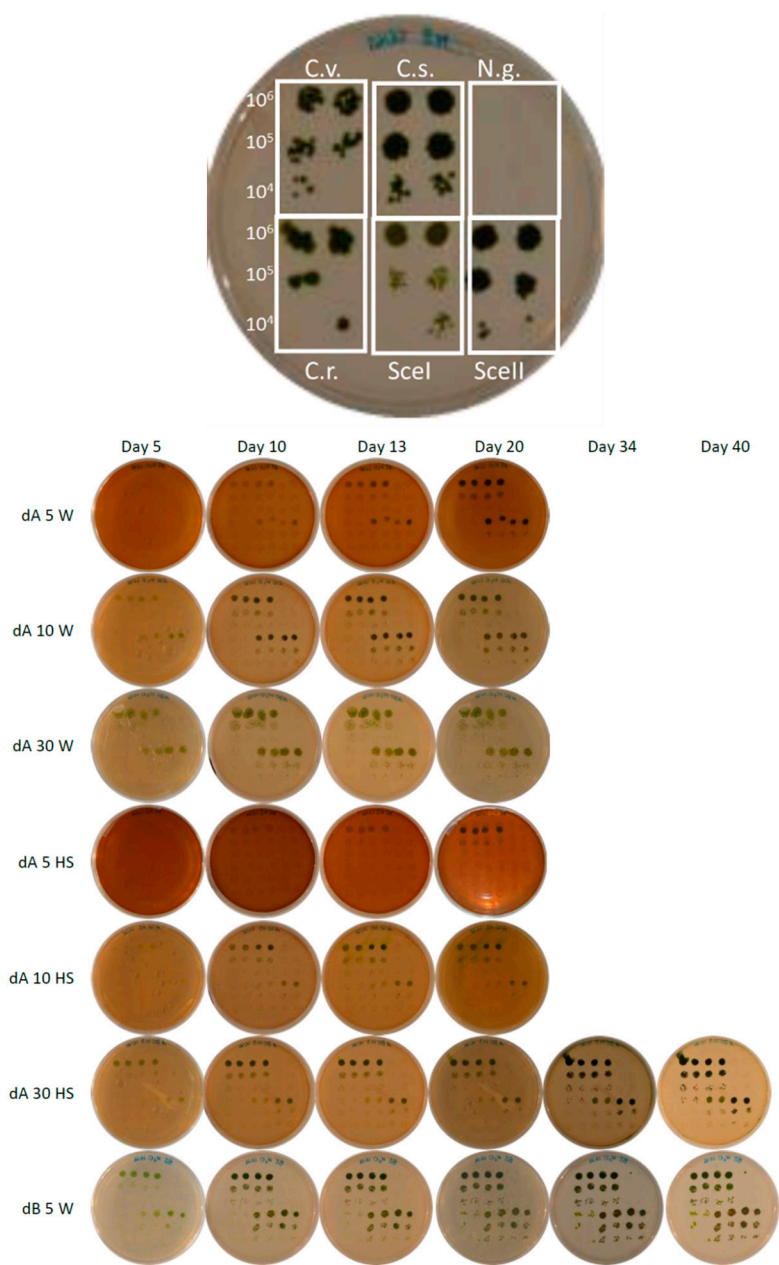 C.v. C.s. N.g.
10⁶
10⁵
10⁴
10⁶
10⁵
10⁴
C.r. SceI SceII
Day 5 Day 10 Day 13 Day 20 Day 34 Day 40
dA 5 W
dA 10 W
dA 30 W
dA 5 HS
dA 10 HS
dA 30 HS
dB 5 W